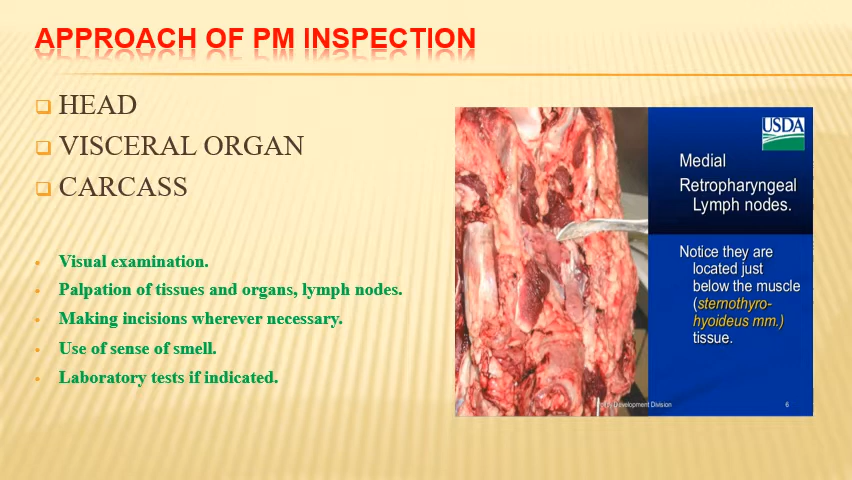 APPROACH OF PM INSPECTION
HEAD
VISCERAL ORGAN
CARCASS
Visual examination.
Palpation of tissues and organs, lymph nodes.
Making incisions wherever necessary.
Use of sense of smell.
Laboratory tests if indicated.
USDA
Medial
Retropharyngeal
Lymph nodes.
Notice they are
located just
below the muscle
(sternothyro-
hyoideus mm.)
tissue.
Development Division
6